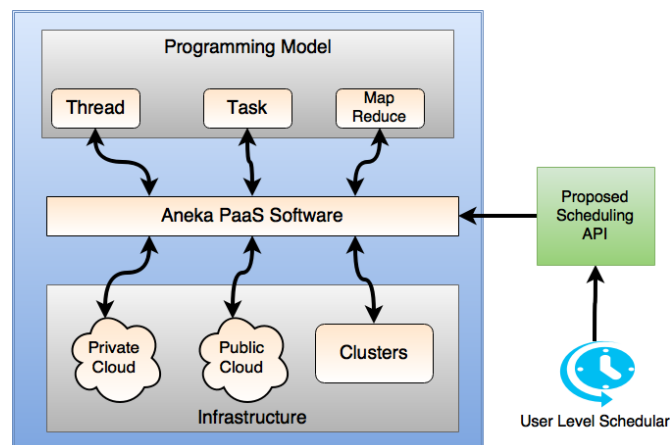 Programming Model
Thread
Task
Map
Reduce
Aneka PaaS Software
Proposed
Scheduling
API
Private
Cloud
Public
Cloud
Clusters
Infrastructure
User Level Schedular